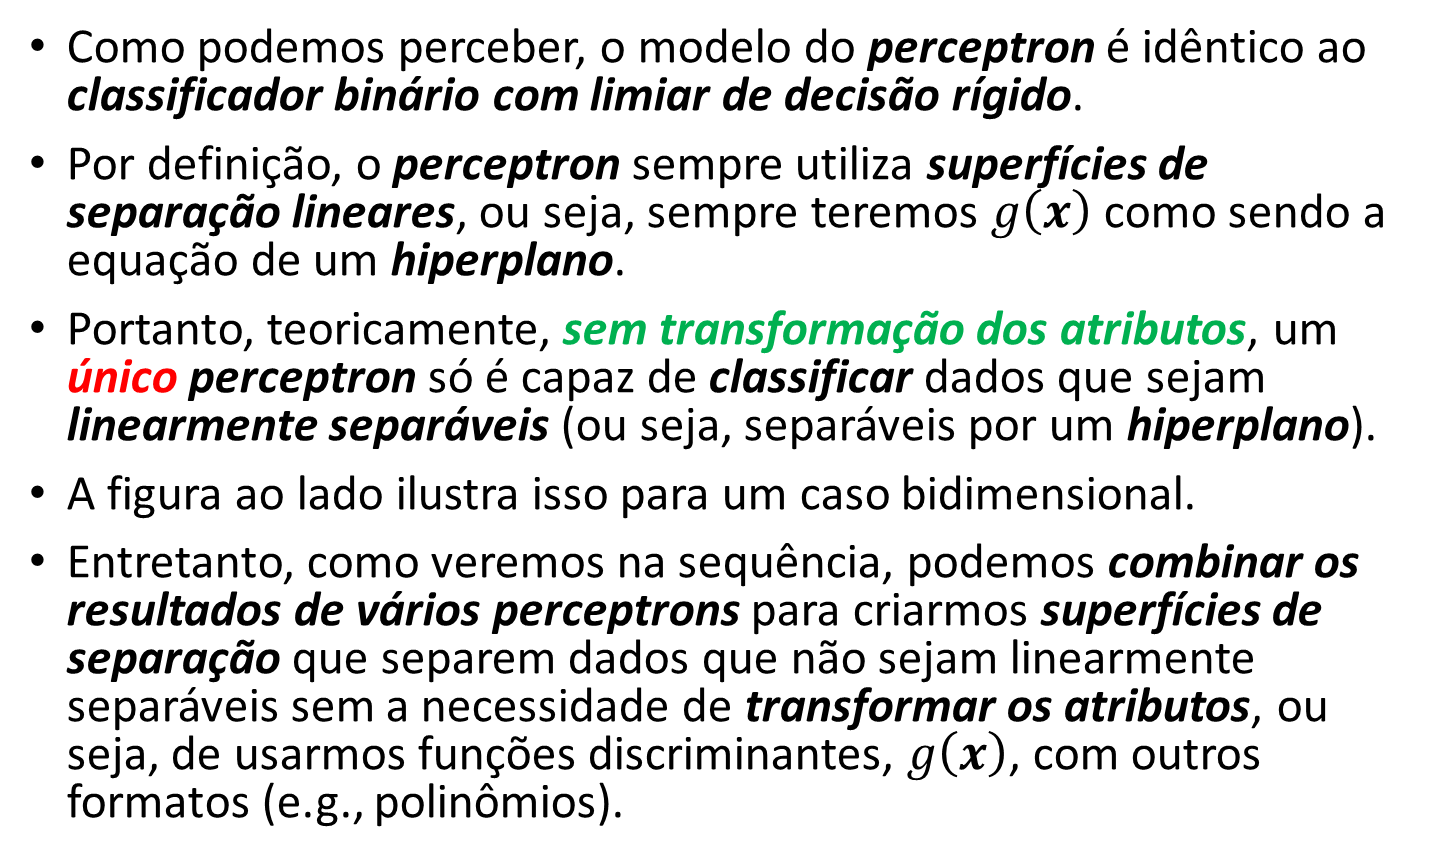 • Como podemos perceber, o modelo do perceptron é idêntico ao
classificador binário com limiar de decisão rígido.
• Por definição, o perceptron sempre utiliza superfícies de
separação lineares, ou seja, sempre teremos g(x) como sendo a
equação de um hiperplano.
• Portanto, teoricamente, sem transformação dos atributos, um
único perceptron só é capaz de classificar dados que sejam
linearmente separáveis (ou seja, separáveis por um hiperplano).
• A figura ao lado ilustra isso para um caso bidimensional.
• Entretanto, como veremos na sequência, podemos combinar os
resultados de vários perceptrons para criarmos superfícies de
separação que separem dados que não sejam linearmente
separáveis sem a necessidade de transformar os atributos, ou
seja, de usarmos funções discriminantes, g(x), com outros
formatos (e.g., polinômios).